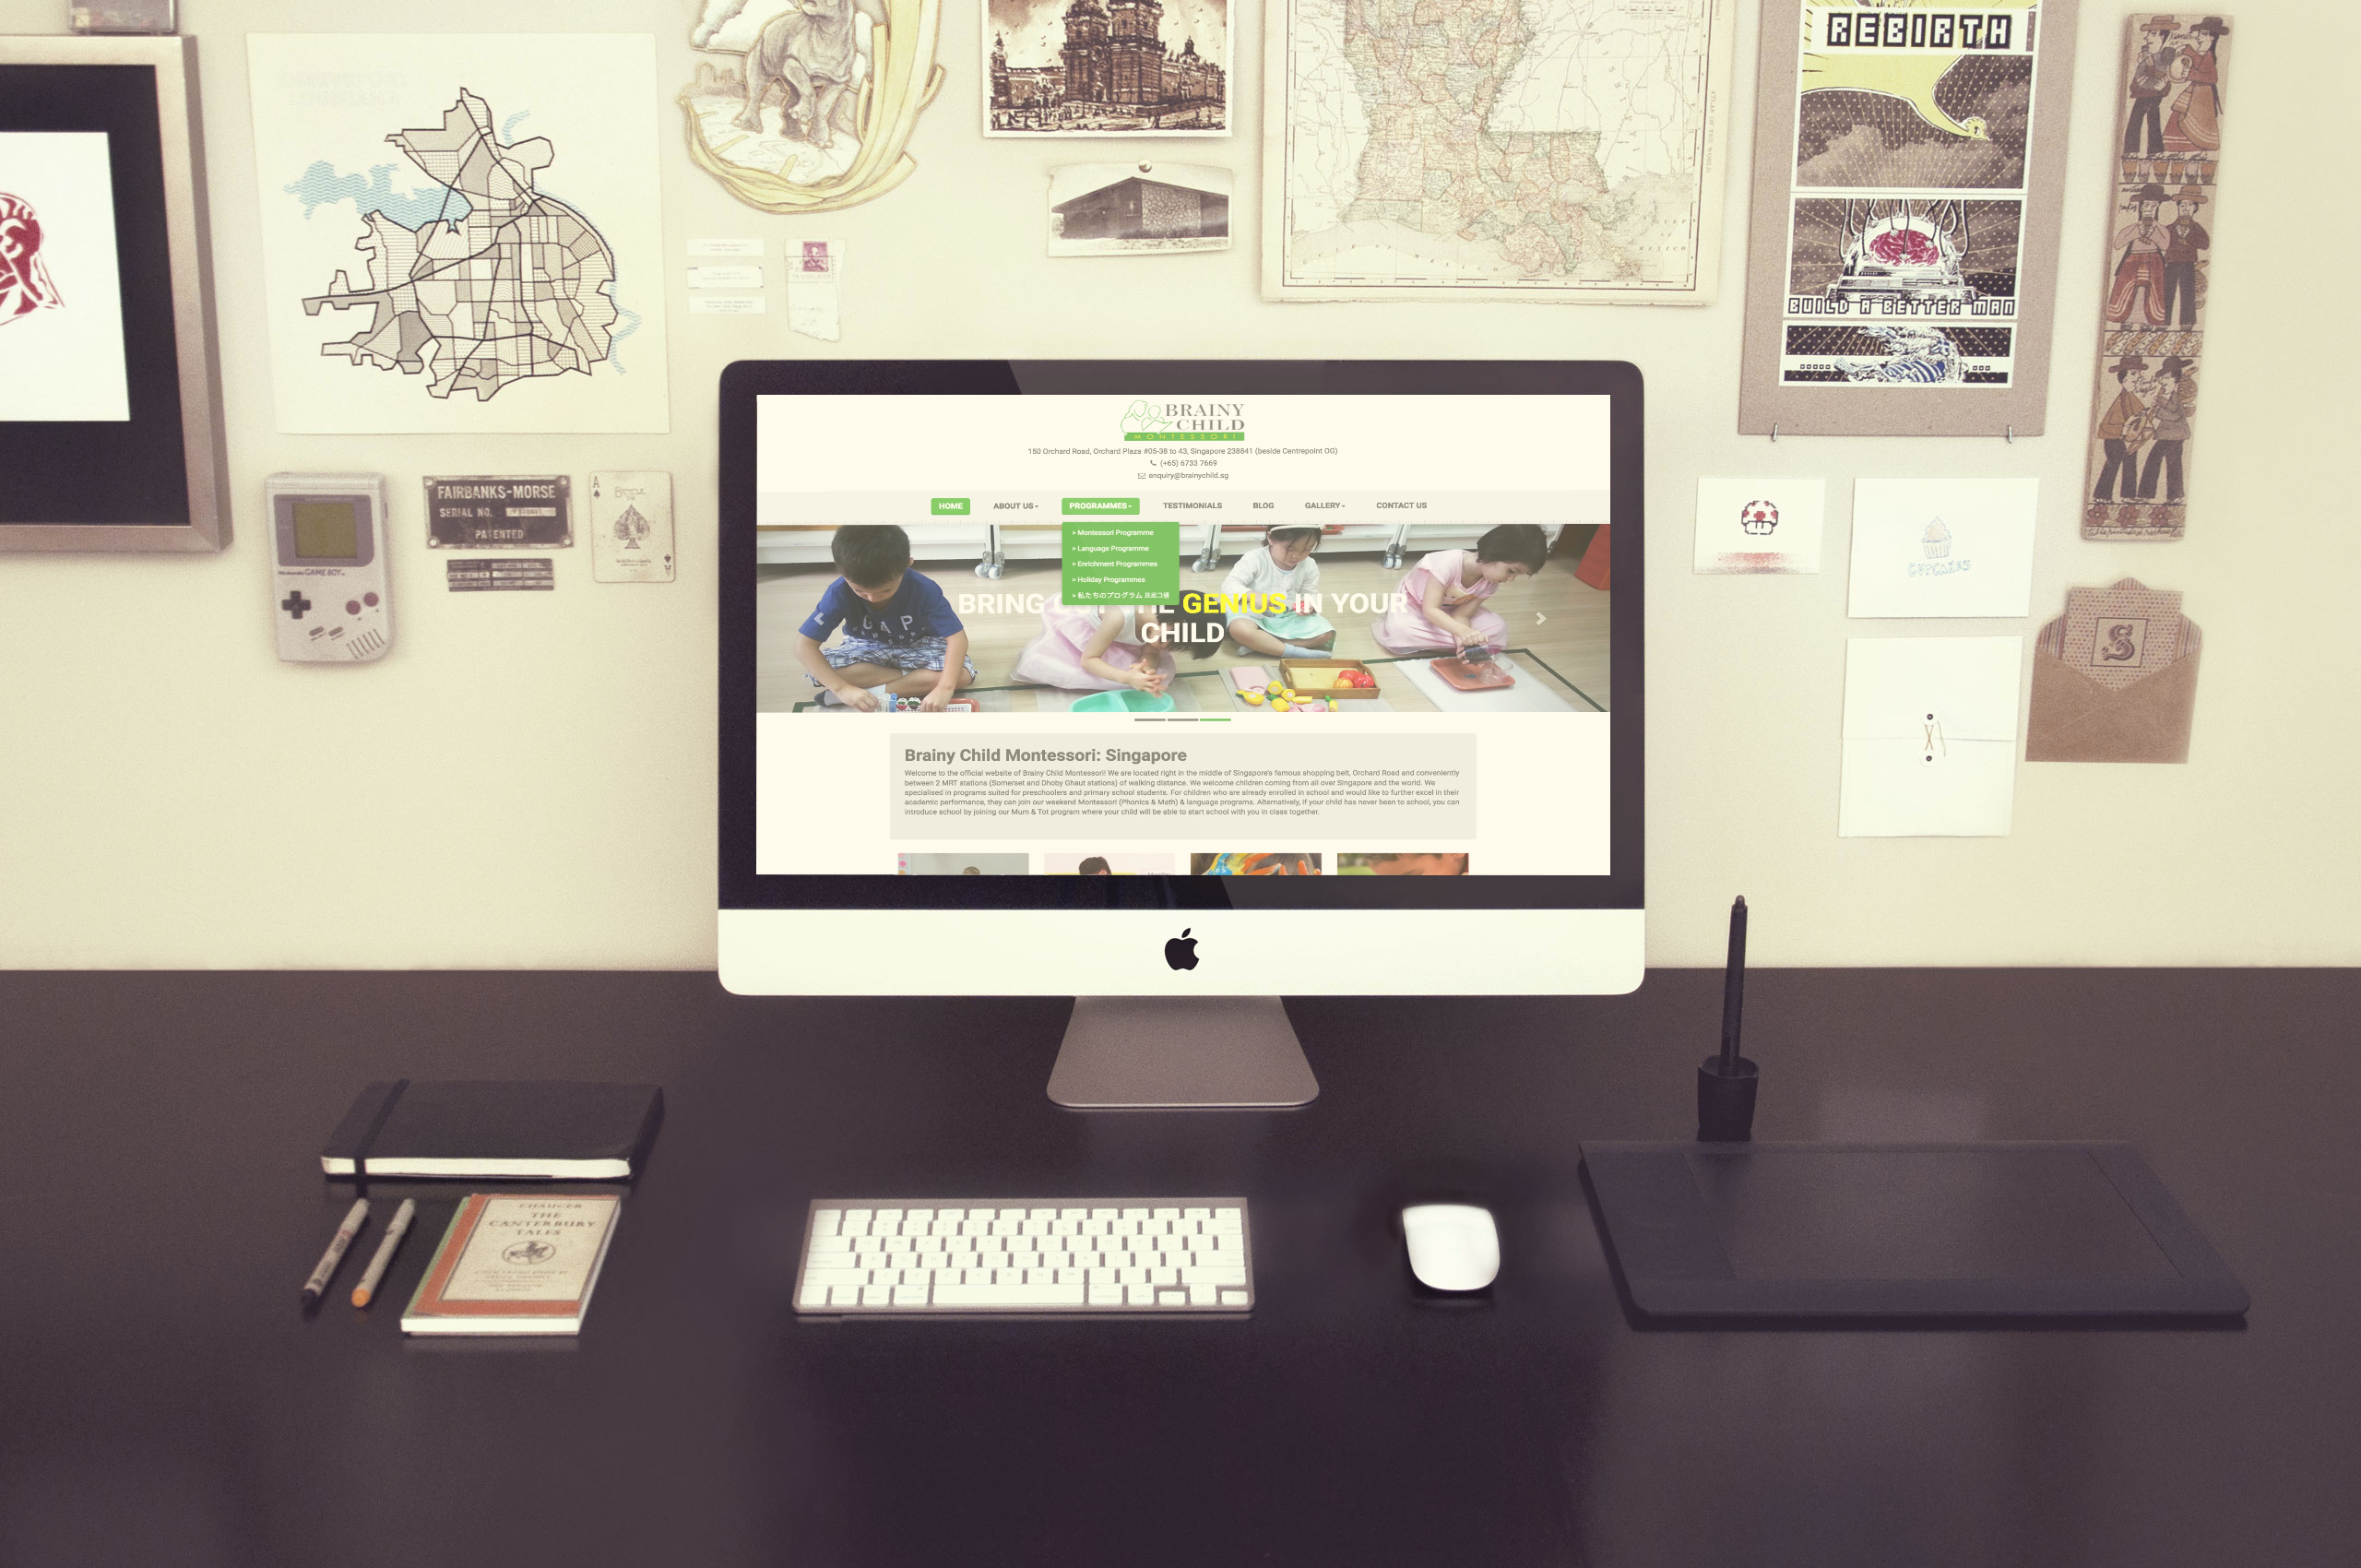 REBIRTH
BUILD A BETTER MAN
FAIRBANKS-MORSE
SERIAL NO.
PATENTED
A
BICYCLE
Nintendo GAME BOY
CUPCAKES
S
BRAINY
CHILD
MONTESSORI
150 Orchard Road, Orchard Plaza #05-38 to 43, Singapore 238841 (beside Centrepoint OG)
(+65) 6733 7669
enquiry@brainychild.sg
HOME ABOUT US PROGRAMMES TESTIMONIALS BLOG GALLERY CONTACT US
> Montessori Programme
> Language Programme
> Enrichment Programmes
> Holiday Programmes
> 私たちのプログラム
BRING OUT THE GENIUS IN YOUR
CHILD
GAP
Brainy Child Montessori: Singapore
Welcome to the official website of Brainy Child Montessori! We are located right in the middle of Singapore's famous shopping belt, Orchard Road and conveniently
between 2 MRT stations (Somerset and Dhoby Ghaut stations) of walking distance. We welcome children coming from all over Singapore and the world. We
specialised in programs suited for preschoolers and primary school students. For children who are already enrolled in school and would like to further excel in their
academic performance, they can join our weekend Montessori (Phonics & Math) & language programs. Alternatively, if your child has never been to school, you can
introduce school by joining our Mum & Tot program where your child will be able to start school with you in class together.
CHAUCER
THE
CANTERBURY
TALES